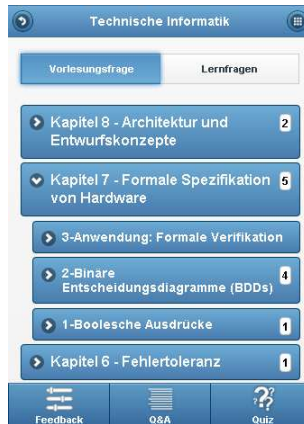 Technische Informatik
Vorlesungsfrage
Lernfragen
Kapitel 8 - Architektur und
Entwurfskonzepte
2
Kapitel 7 - Formale Spezifikation
von Hardware
5
3-Anwendung: Formale Verifikation
2-Binäre
Entscheidungsdiagramme (BDDs)
4
1-Boolesche Ausdrücke
1
Kapitel 6 - Fehlertoleranz
1
Feedback
Q&A
Quiz